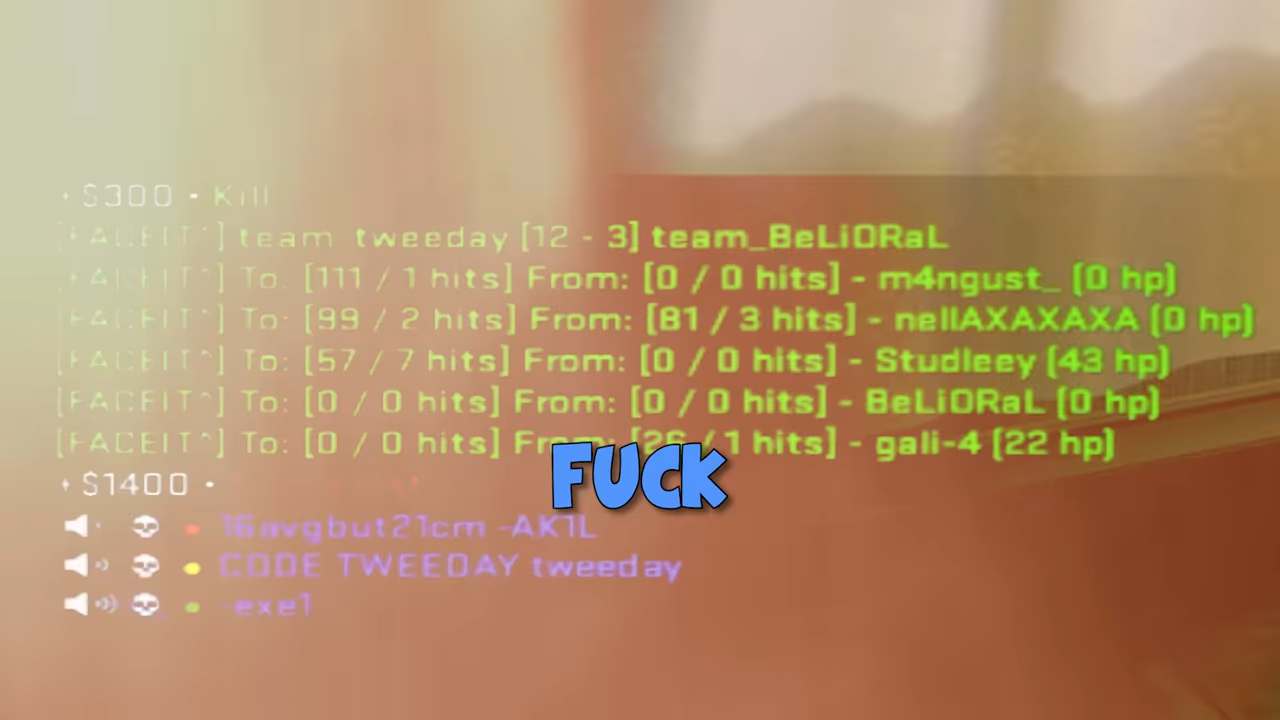 + $300 • Kill
[FACEIT^] team_tweeday [12 - 3] team_BeLiORaL
[FACEIT^] To: [111 / 1 hits] From: [0 / 0 hits] - m4ngust_ (0 hp)
[FACEIT^] To: [99 / 2 hits] From: [81 / 3 hits] - nellAXAXAXA (0 hp)
[FACEIT^] To: [57 / 7 hits] From: [0 / 0 hits] - Studleey (43 hp)
[FACEIT^] To: [0 / 0 hits] From: [0 / 0 hits] - BeLiORaL (0 hp)
[FACEIT^] To: [0 / 0 hits] From: [26 / 1 hits] - gali-4 (22 hp)
FUCK
+ $1400 •
16avgbut21cm -AK1L
CODE TWEEDAY tweeday
-exe1